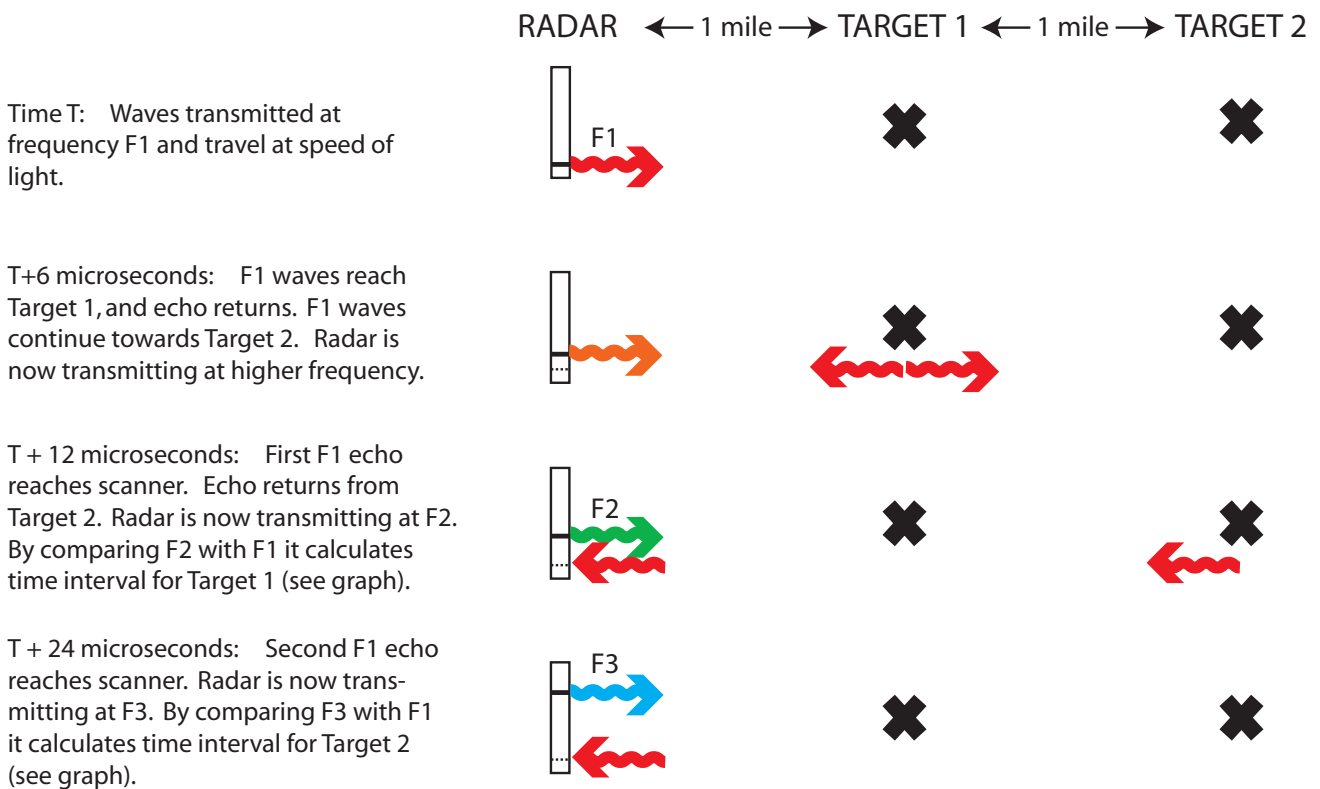 RADAR 1 mile TARGET 1 1 mile TARGET 2
Time T: Waves transmitted at
frequency F1 and travel at speed of
light.
F1
T+6 microseconds: F1 waves reach
Target 1, and echo returns. F1 waves
continue towards Target 2. Radar is
now transmitting at higher frequency.
T + 12 microseconds: First F1 echo
reaches scanner. Echo returns from
Target 2. Radar is now transmitting at F2.
By comparing F2 with F1 it calculates
time interval for Target 1 (see graph).
F2
T + 24 microseconds: Second F1 echo
reaches scanner. Radar is now trans-
mitting at F3. By comparing F3 with F1
it calculates time interval for Target 2
(see graph).
F3